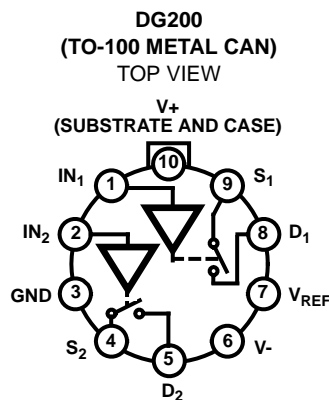 DG200
(TO-100 METAL CAN)
TOP VIEW
V+
(SUBSTRATE AND CASE)
10
IN1 1 9 S1
IN2 2 8 D1
GND 3 7 VREF
S2 4 6 V-
5
D2